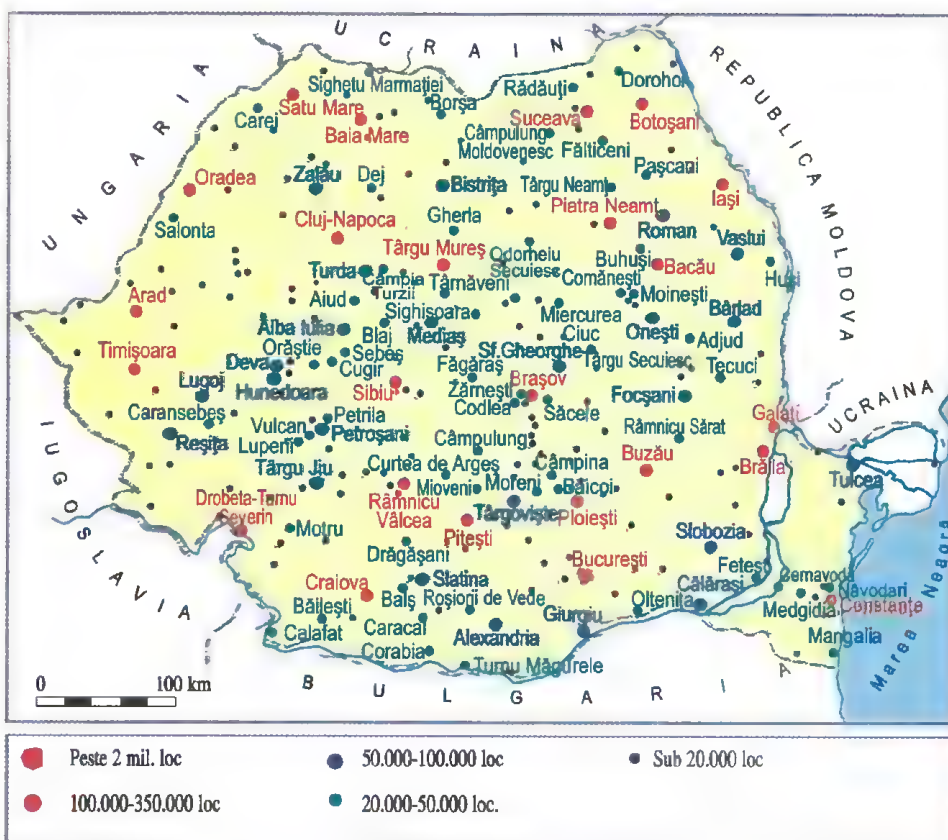 UCRAINA
UNGARIA
REPUBLICA MOLDOVA
Sighetu Marmației
Rădăuți
Dorohoi
Satu Mare
Borșa
Carei
Baia Mare
Suceava
Botoșani
Câmpulung
Moldovenesc
Fălticeni
Pașcani
Oradea
Zalău
Dej
Bistrița
Târgu Neamț
Iași
Cluj-Napoca
Gherla
Piatra Neamț
Salonta
Roman
Vaslui
Târgu Mureș
Odorheiu
Secuiesc
Buhuși
Bacău
Turda
Câmpia
Turzii
Târnăveni
Comănești
Huși
Arad
Aiud
Moinești
Sighișoara
Miercurea
Ciuc
Bârlad
Alba Iulia
Blaj
Mediaș
Onești
Adjud
Timișoara
Orăștie
Sebeș
Sf.Gheorghe
Deva
Cugir
Făgăraș
Târgu Secuiesc
Tecuci
Lugoj
Hunedoara
Sibiu
Zărnești
Brașov
Codlea
Săcele
Focșani
Caransebeș
Petrila
Vulcan
Galați
UCRAINA
Reșița
Lupeni
Petroșani
Câmpulung
Râmnicu Sărat
Târgu Jiu
Curtea de Argeș
Câmpina
Buzău
Brăila
IUGOSLAVIA
Mioveni
Moreni
Băicoi
Tulcea
Drobeta-Turnu
Severin
Râmnicu
Vâlcea
Târgoviște
Ploiești
Motru
Pitești
Slobozia
Drăgășani
București
Craiova
Slatina
Fetești
Cernavodă
Năvodari
Balș
Roșiorii de Vede
Călărași
Băilești
Oltenița
Medgidia
Constanța
Calafat
Caracal
Alexandria
Giurgiu
Mangalia
Corabia
Turnu Măgurele
Marea Neagră
0 100 km
BULGARIA
Peste 2 mil. loc
50.000-100.000 loc
Sub 20.000 loc
100.000-350.000 loc
20.000-50.000 loc.